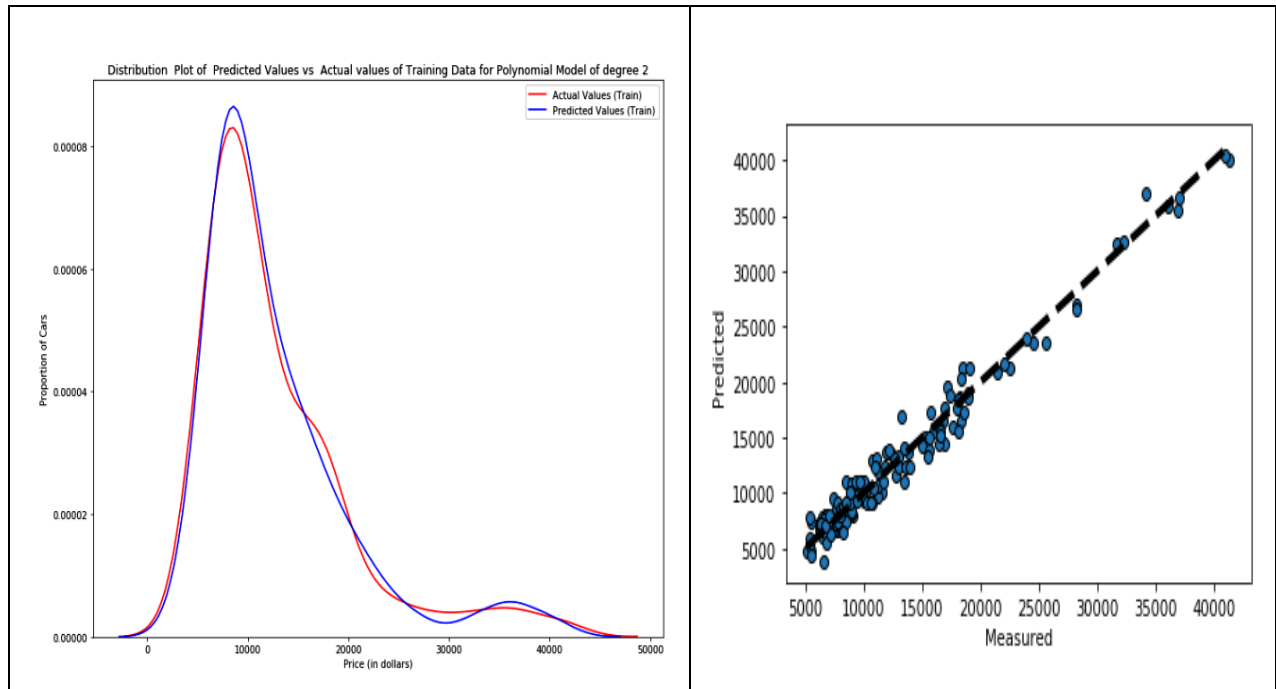 Distribution Plot of Predicted Values vs Actual values of Training Data for Polynomial Model of degree 2
Actual Values (Train)
Predicted Values (Train)
Proportion of Cars
0.00008
0.00006
0.00004
0.00002
0.00000
0 10000 20000 30000 40000 50000
Price (in dollars)
Predicted
40000
35000
30000
25000
20000
15000
10000
5000
5000 10000 15000 20000 25000 30000 35000 40000
Measured